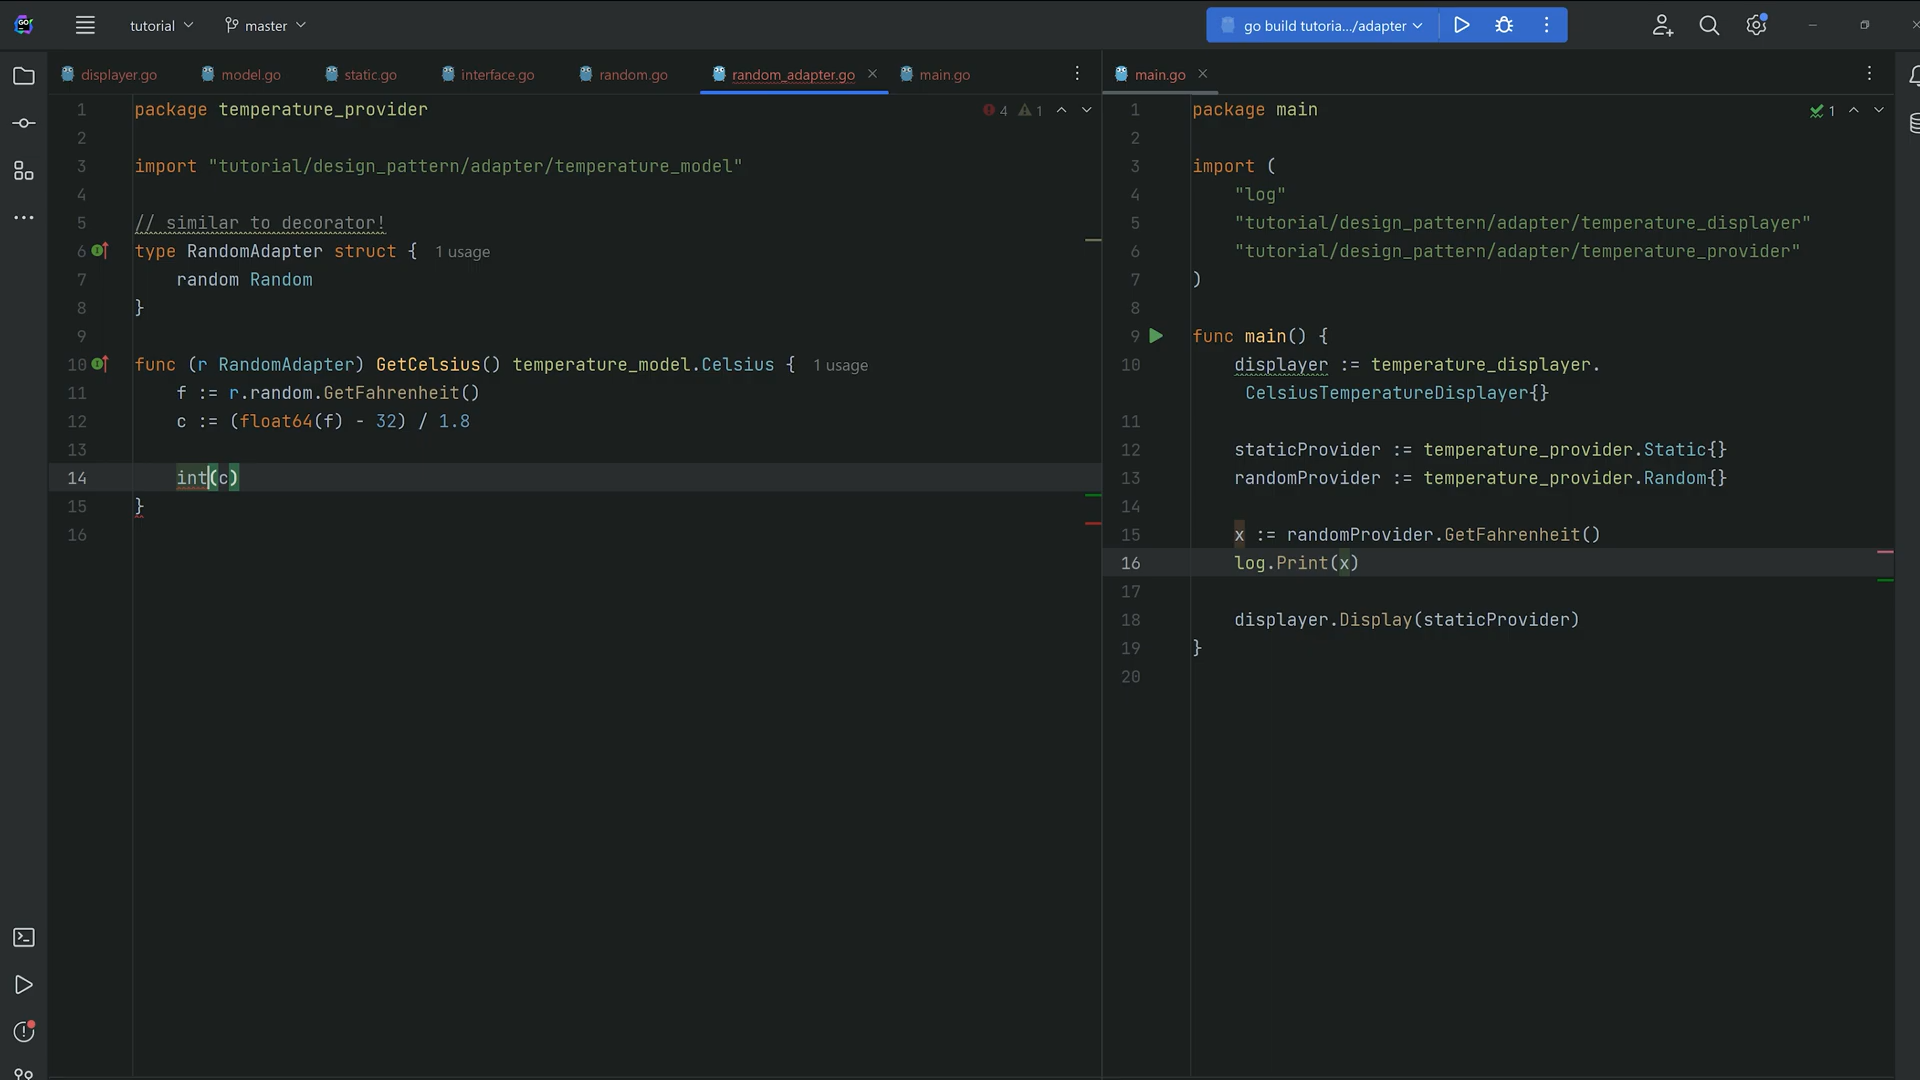 GO tutorial master go build tutoria.../adapter
displayer.go model.go static.go interface.go random.go random_adapter.go main.go
1 package temperature_provider 4 1
2
3 import "tutorial/design_pattern/adapter/temperature_model"
4
5 // similar to decorator!
6 type RandomAdapter struct { 1 usage
7 random Random
8 }
9
10 func (r RandomAdapter) GetCelsius() temperature_model.Celsius { 1 usage
11 f := r.random.GetFahrenheit()
12 c := (float64(f) - 32) / 1.8
13
14 int(c)
15 }
16
main.go
1 package main 1
2
3 import (
4 "log"
5 "tutorial/design_pattern/adapter/temperature_displayer"
6 "tutorial/design_pattern/adapter/temperature_provider"
7 )
8
9 func main() {
10 displayer := temperature_displayer.
CelsiusTemperatureDisplayer{}
11
12 staticProvider := temperature_provider.Static{}
13 randomProvider := temperature_provider.Random{}
14
15 x := randomProvider.GetFahrenheit()
16 log.Print(x)
17
18 displayer.Display(staticProvider)
19 }
20